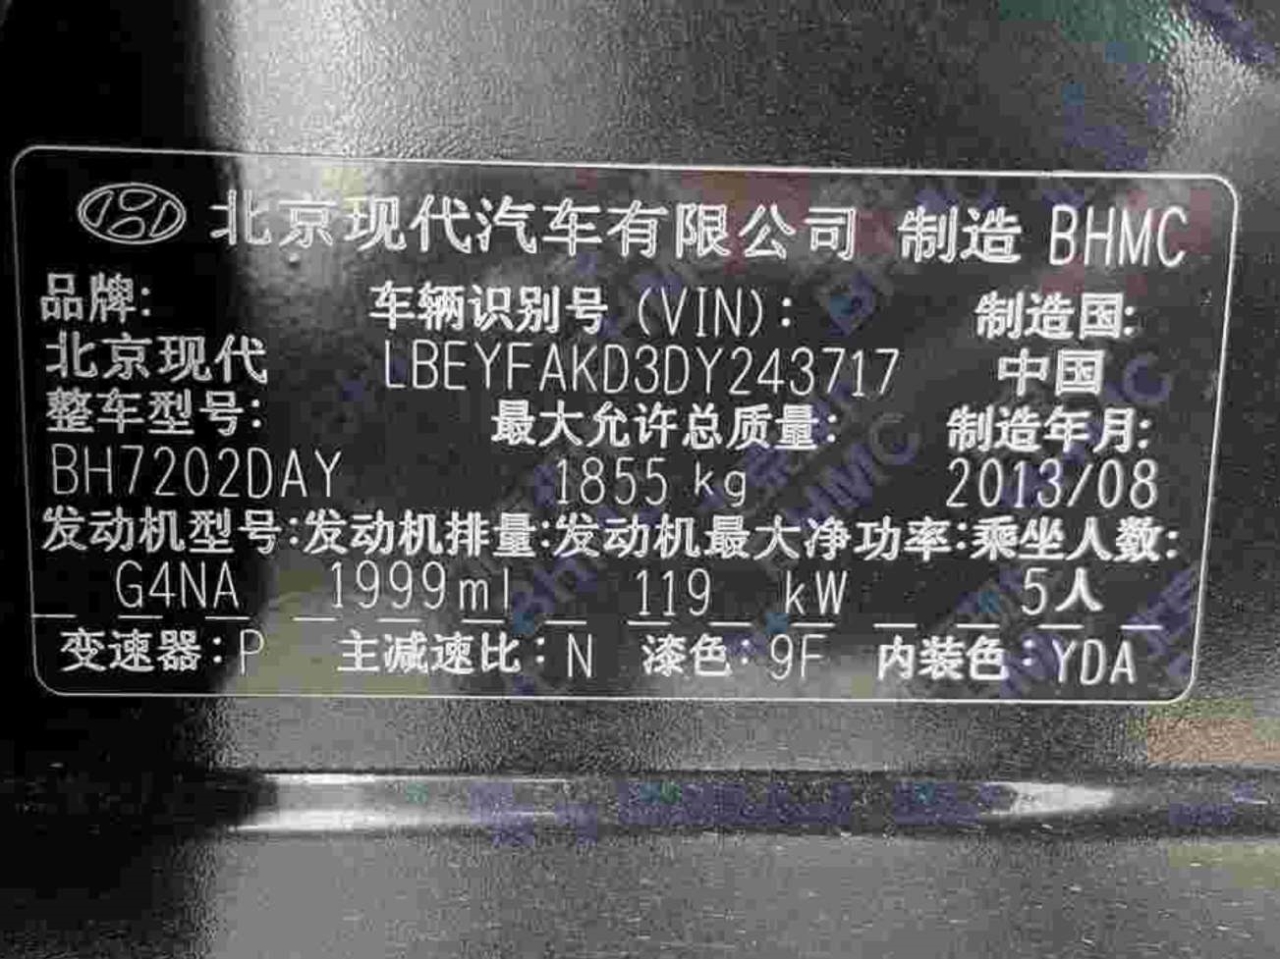 北京现代汽车有限公司 制造 BHMC
品牌: 车辆识别号 (VIN): 制造国:
北京现代 LBEYFAKD3DY243717 中国
整车型号: 最大允许总质量: 制造年月:
BH7202DAY 1855 kg 2013/08
发动机型号:发动机排量:发动机最大净功率:乘坐人数:
G4NA 1999ml 119 kW 5人
变速器:P 主减速比:N 漆色:9F 内装色:YDA